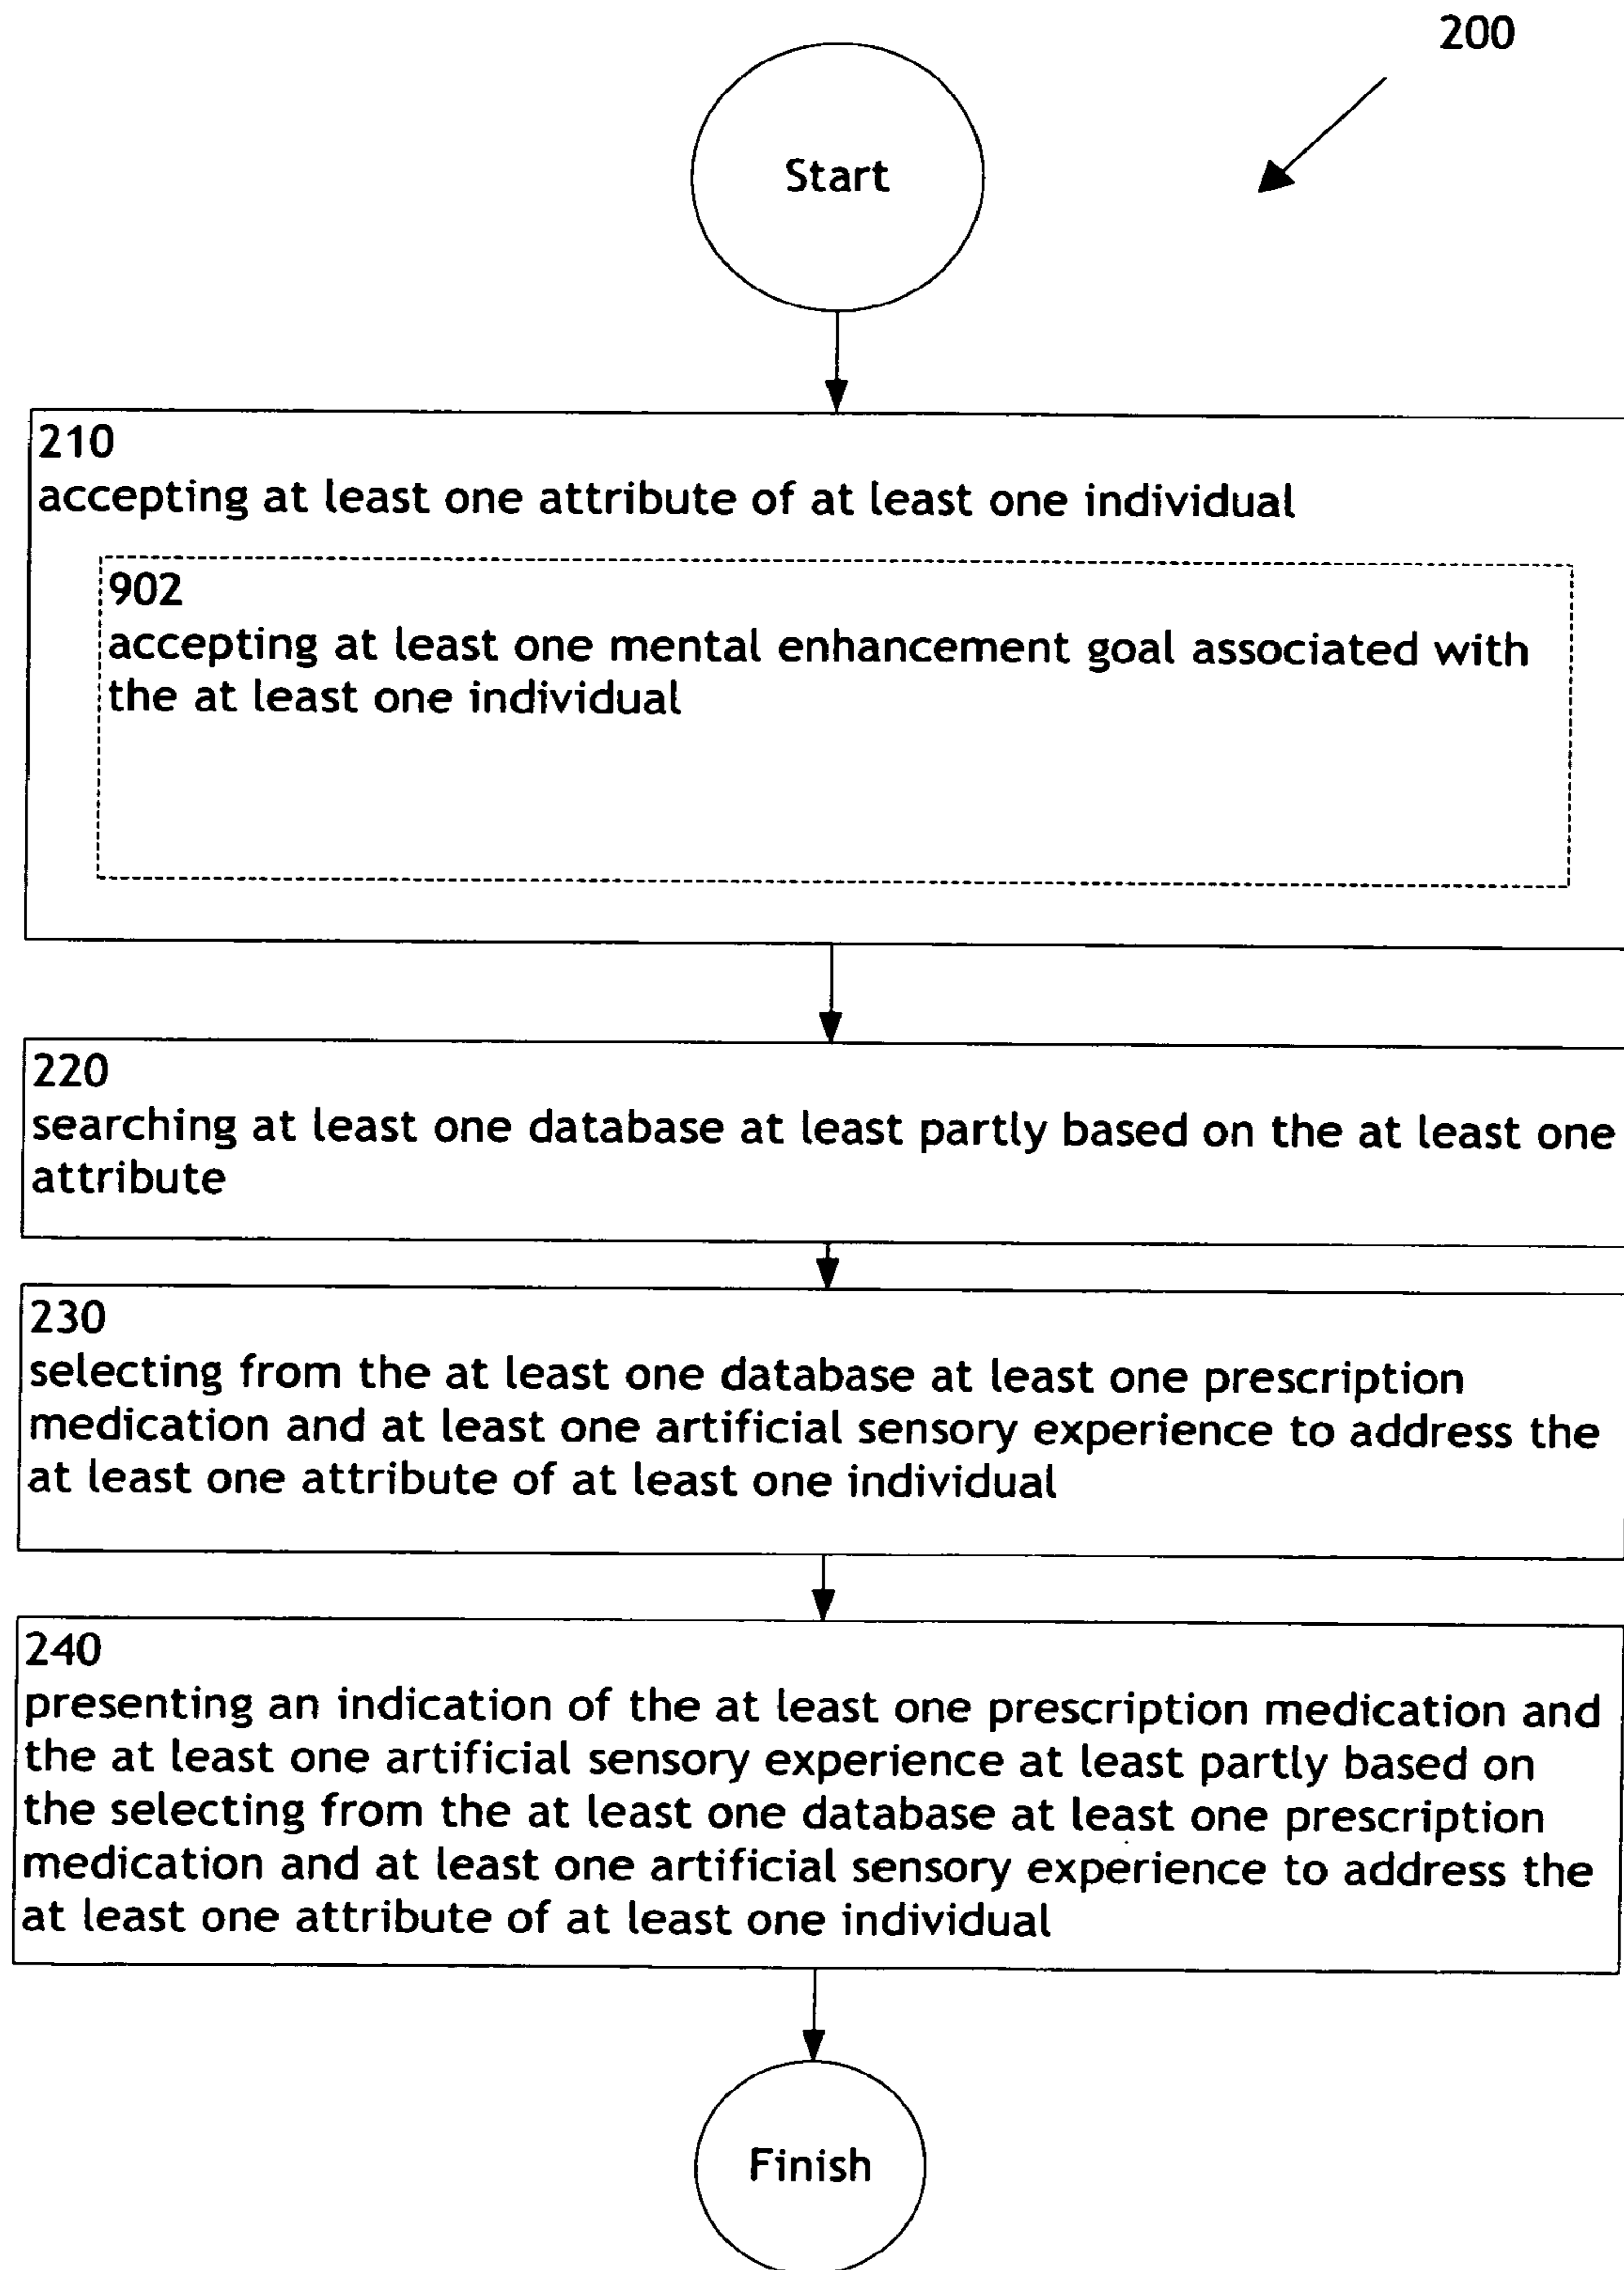 200
Start
210
accepting at least one attribute of at least one individual
902
accepting at least one mental enhancement goal associated with
the at least one individual
220
searching at least one database at least partly based on the at least one
attribute
230
selecting from the at least one database at least one prescription
medication and at least one artificial sensory experience to address the
at least one attribute of at least one individual
240
presenting an indication of the at least one prescription medication and
the at least one artificial sensory experience at least partly based on
the selecting from the at least one database at least one prescription
medication and at least one artificial sensory experience to address the
at least one attribute of at least one individual
Finish